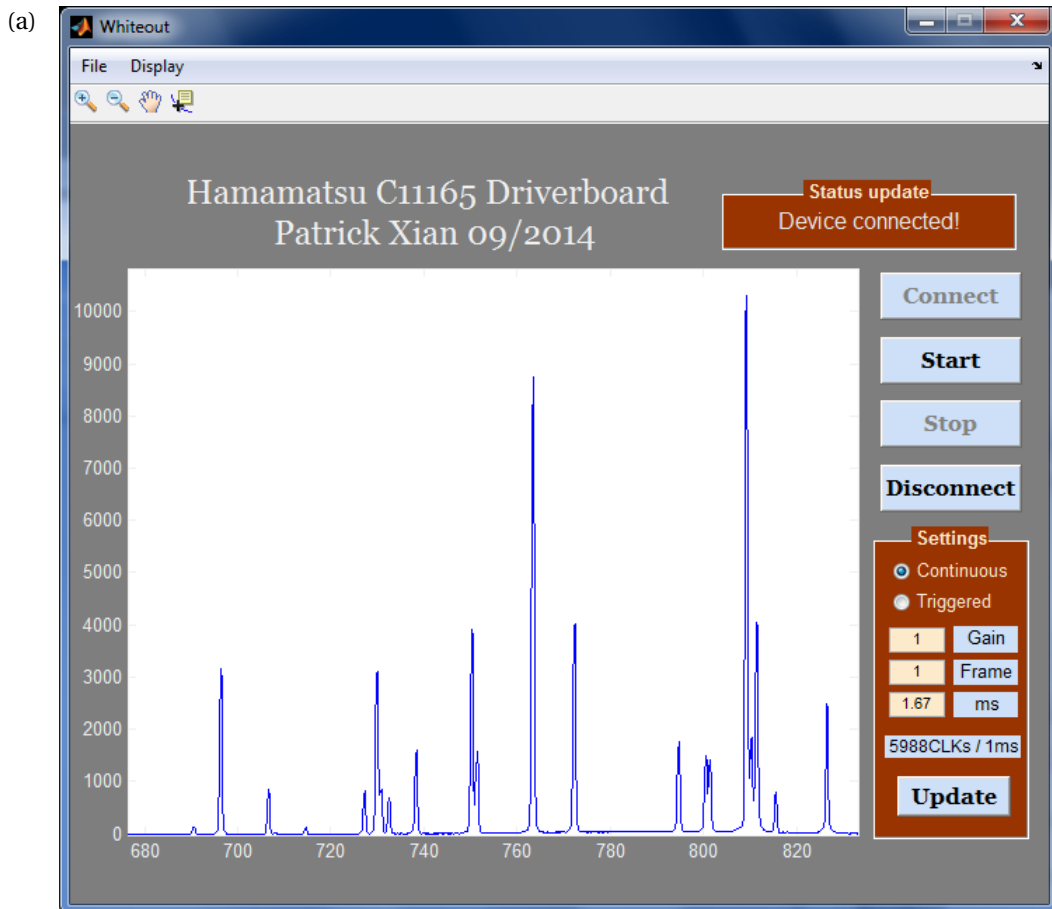 (a)
Whiteout
File Display
Hamamatsu C11165 Driverboard
Patrick Xian 09/2014
Status update
Device connected!
10000
9000
8000
7000
6000
5000
4000
3000
2000
1000
0
680 700 720 740 760 780 800 820
Connect
Start
Stop
Disconnect
Settings
Continuous
Triggered
1 Gain
1 Frame
1.67 ms
5988CLKs / 1ms
Update